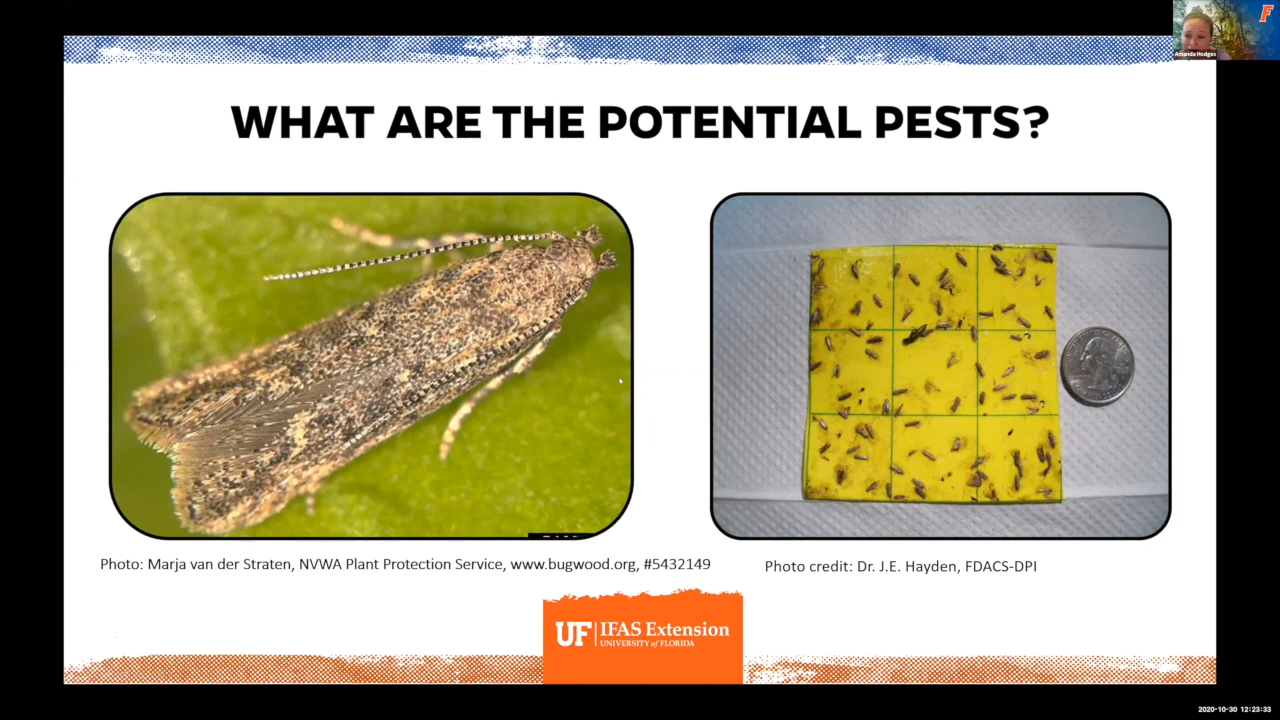 F
Amanda Hodges
WHAT ARE THE POTENTIAL PESTS?
Photo: Marja van der Straten, NVWA Plant Protection Service, www.bugwood.org, #5432149
Photo credit: Dr. J.E. Hayden, FDACS-DPI
UF IFAS Extension
UNIVERSITY of FLORIDA
2020-10-30 12:23:33